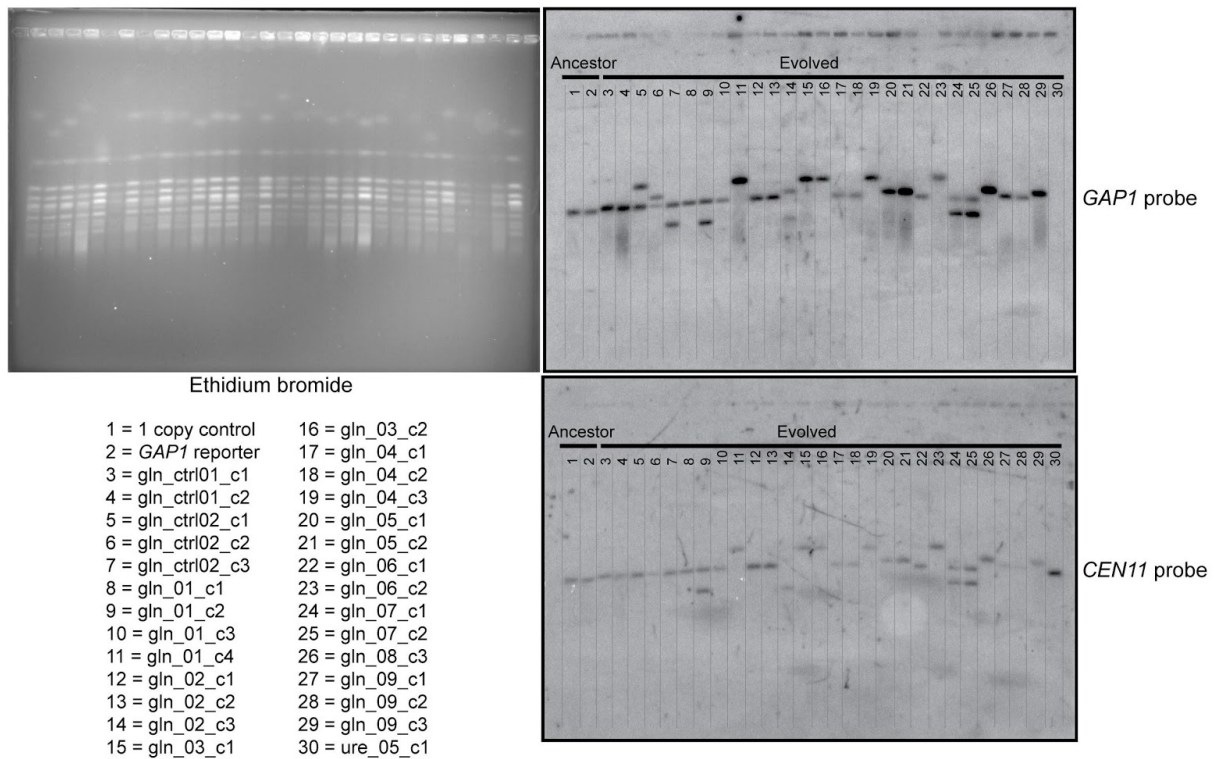 Ancestor Evolved
1 2 3 4 5 6 7 8 9 10 11 12 13 14 15 16 17 18 19 20 21 22 23 24 25 26 27 28 29 30
GAP1 probe
Ethidium bromide
Ancestor Evolved
1 2 3 4 5 6 7 8 9 10 11 12 13 14 15 16 17 18 19 20 21 22 23 24 25 26 27 28 29 30
CEN11 probe
1 = 1 copy control
2 = GAP1 reporter
3 = gln_ctrl01_c1
4 = gln_ctrl01_c2
5 = gln_ctrl02_c1
6 = gln_ctrl02_c2
7 = gln_ctrl02_c3
8 = gln_01_c1
9 = gln_01_c2
10 = gln_01_c3
11 = gln_01_c4
12 = gln_02_c1
13 = gln_02_c2
14 = gln_02_c3
15 = gln_03_c1
16 = gln_03_c2
17 = gln_04_c1
18 = gln_04_c2
19 = gln_04_c3
20 = gln_05_c1
21 = gln_05_c2
22 = gln_06_c1
23 = gln_06_c2
24 = gln_07_c1
25 = gln_07_c2
26 = gln_08_c3
27 = gln_09_c1
28 = gln_09_c2
29 = gln_09_c3
30 = ure_05_c1